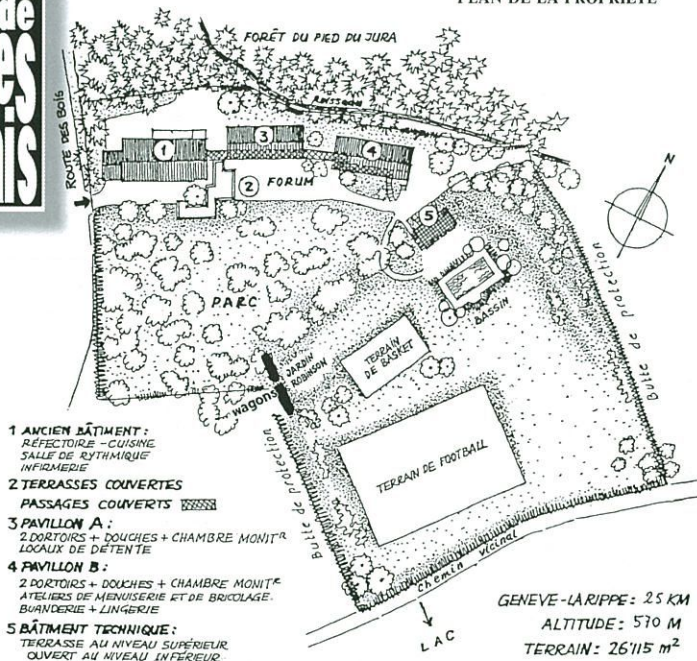 PLAN DE LA PROPRIÉTÉ
de
FORÊT DU PIED DU JURA
RUISSEAU
ROUTE DES BOIS
1
3
4
2 FORUM
5
N
PARC
BASSIN
Butte de protection
TERRAIN
DE BASKET
JARDIN
ROBINSON
wagons
TERRAIN DE FOOTBALL
Butte de protection
Chemin vicinal
LAC
1 ANCIEN BÂTIMENT:
RÉFECTOIRE - CUISINE
SALLE DE RYTHMIQUE
INFIRMERIE
2 TERRASSES COUVERTES
PASSAGES COUVERTS
3 PAVILLON A:
2 DORTOIRS + DOUCHES + CHAMBRE MONITR
LOCAUX DE DÉTENTE
4 PAVILLON B:
2 DORTOIRS + DOUCHES + CHAMBRE MONITR
ATELIERS DE MENUISERIE ET DE BRICOLAGE.
BUANDERIE + LINGERIE
5 BÂTIMENT TECHNIQUE:
TERRASSE AU NIVEAU SUPÉRIEUR
OUVERT AU NIVEAU INFÉRIEUR
GENEVE-LARIPPE: 25 KM
ALTITUDE: 570 M
TERRAIN: 26'115 m²